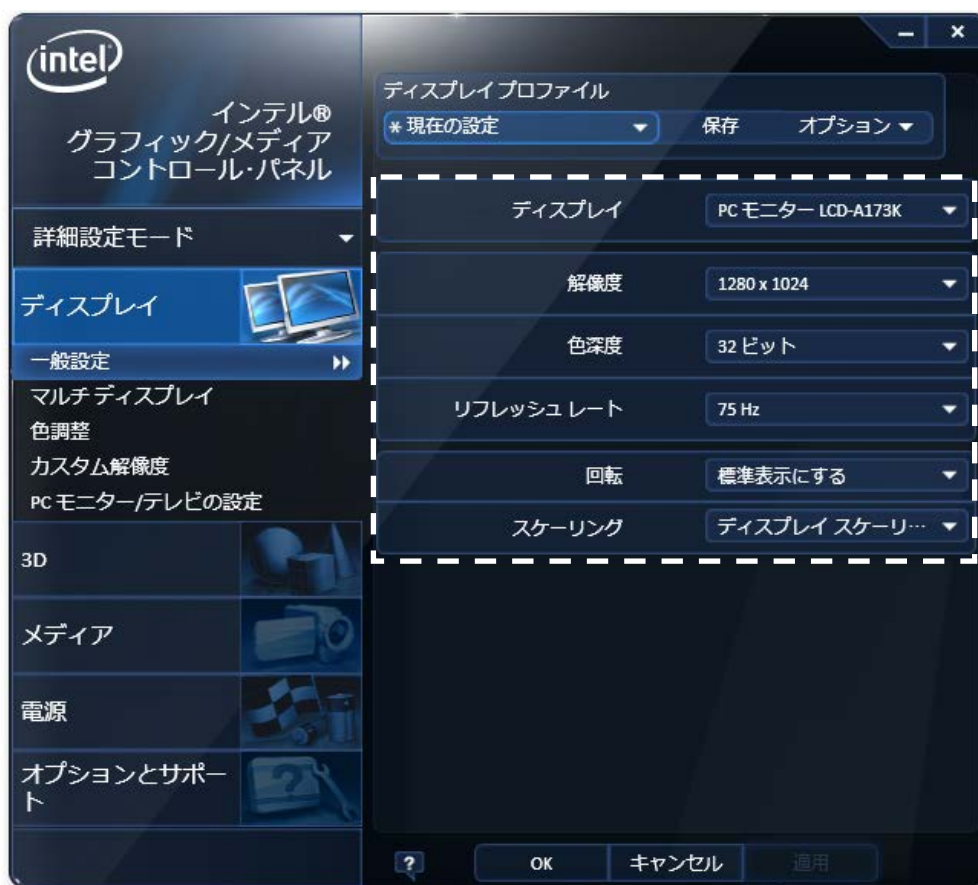 intel
インテル®
グラフィック/メディア
コントロール・パネル
詳細設定モード
ディスプレイ
一般設定
マルチ ディスプレイ
色調整
カスタム解像度
PC モニター/テレビの設定
3D
メディア
電源
オプションとサポー
ト
ディスプレイ プロファイル
* 現在の設定 保存 オプション
ディスプレイ PC モニター LCD-A173K
解像度 1280 x 1024
色深度 32 ビット
リフレッシュ レート 75 Hz
回転 標準表示にする
スケーリング ディスプレイ スケーリ…
? OK キャンセル 適用